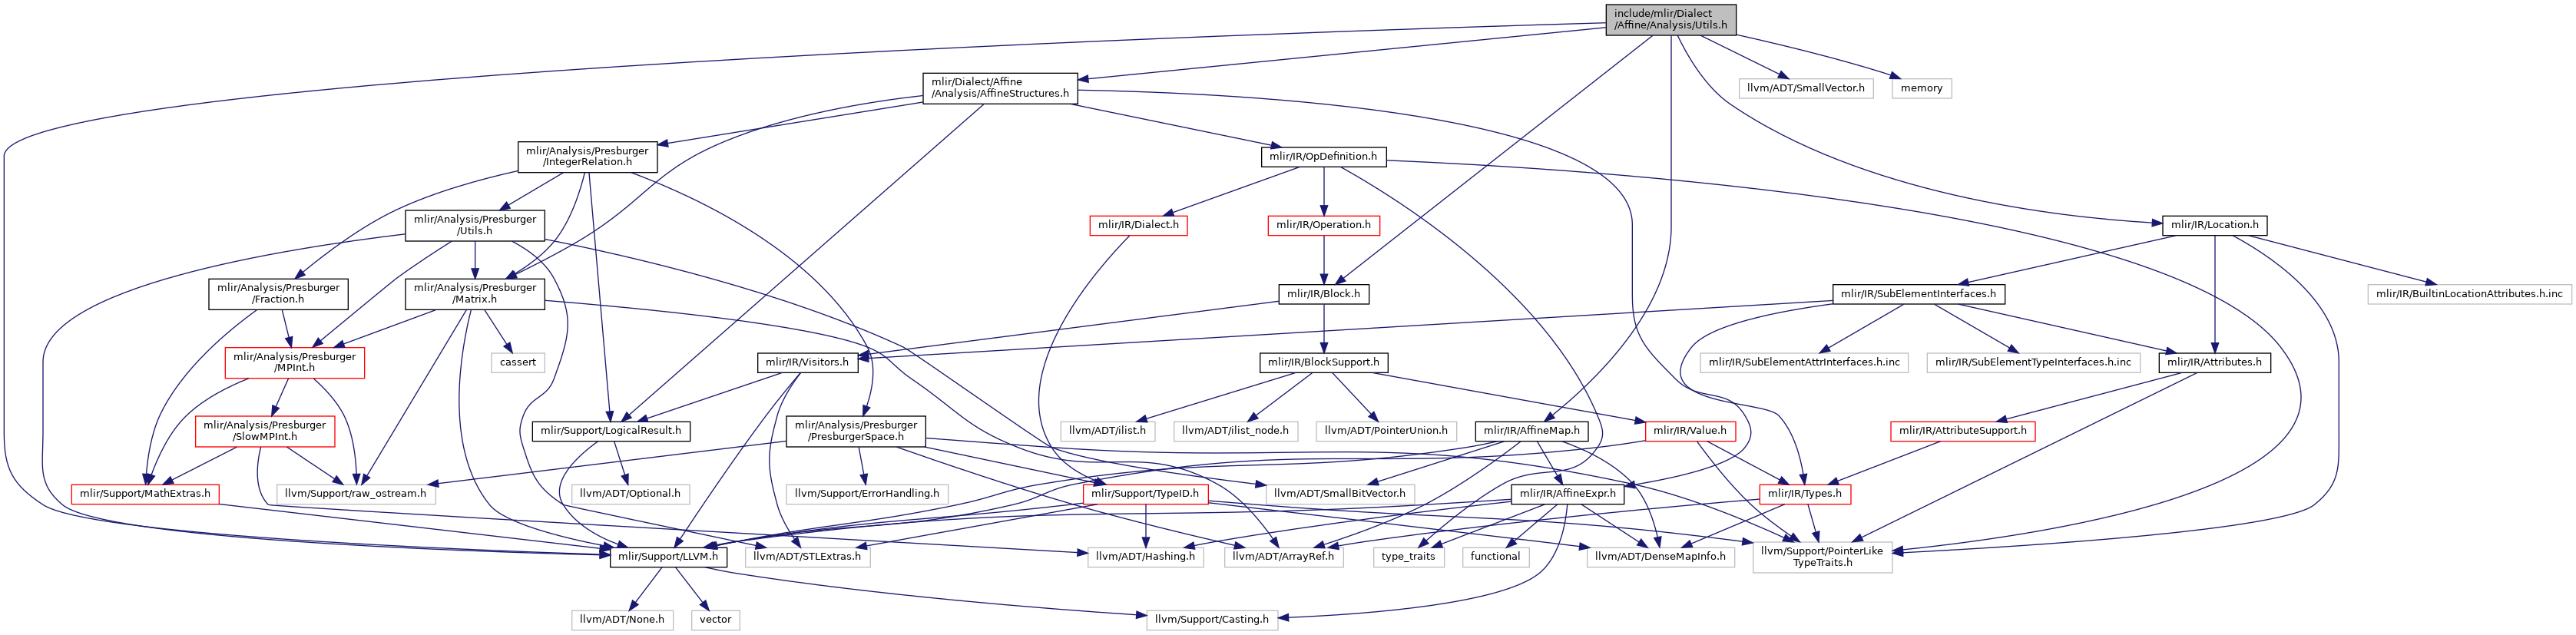 include/mlir/Dialect
/Affine/Analysis/Utils.h
mlir/Dialect/Affine
/Analysis/AffineStructures.h
llvm/ADT/SmallVector.h
memory
mlir/Analysis/Presburger
/IntegerRelation.h
mlir/IR/OpDefinition.h
mlir/Analysis/Presburger
/Utils.h
mlir/IR/Dialect.h
mlir/IR/Operation.h
mlir/IR/Location.h
mlir/Analysis/Presburger
/Fraction.h
mlir/Analysis/Presburger
/Matrix.h
mlir/IR/Block.h
mlir/IR/SubElementInterfaces.h
mlir/IR/BuiltinLocationAttributes.h.inc
mlir/Analysis/Presburger
/MPInt.h
cassert
mlir/IR/Visitors.h
mlir/IR/BlockSupport.h
mlir/IR/SubElementAttrInterfaces.h.inc
mlir/IR/SubElementTypeInterfaces.h.inc
mlir/IR/Attributes.h
mlir/Analysis/Presburger
/SlowMPInt.h
mlir/Support/LogicalResult.h
mlir/Analysis/Presburger
/PresburgerSpace.h
llvm/ADT/ilist.h
llvm/ADT/ilist_node.h
llvm/ADT/PointerUnion.h
mlir/IR/AffineMap.h
mlir/IR/Value.h
mlir/IR/AttributeSupport.h
mlir/Support/MathExtras.h
llvm/Support/raw_ostream.h
llvm/ADT/Optional.h
llvm/Support/ErrorHandling.h
mlir/Support/TypeID.h
llvm/ADT/SmallBitVector.h
mlir/IR/AffineExpr.h
mlir/IR/Types.h
mlir/Support/LLVM.h
llvm/ADT/STLExtras.h
llvm/ADT/Hashing.h
llvm/ADT/ArrayRef.h
type_traits
functional
llvm/ADT/DenseMapInfo.h
llvm/Support/PointerLike
TypeTraits.h
llvm/ADT/None.h
vector
llvm/Support/Casting.h